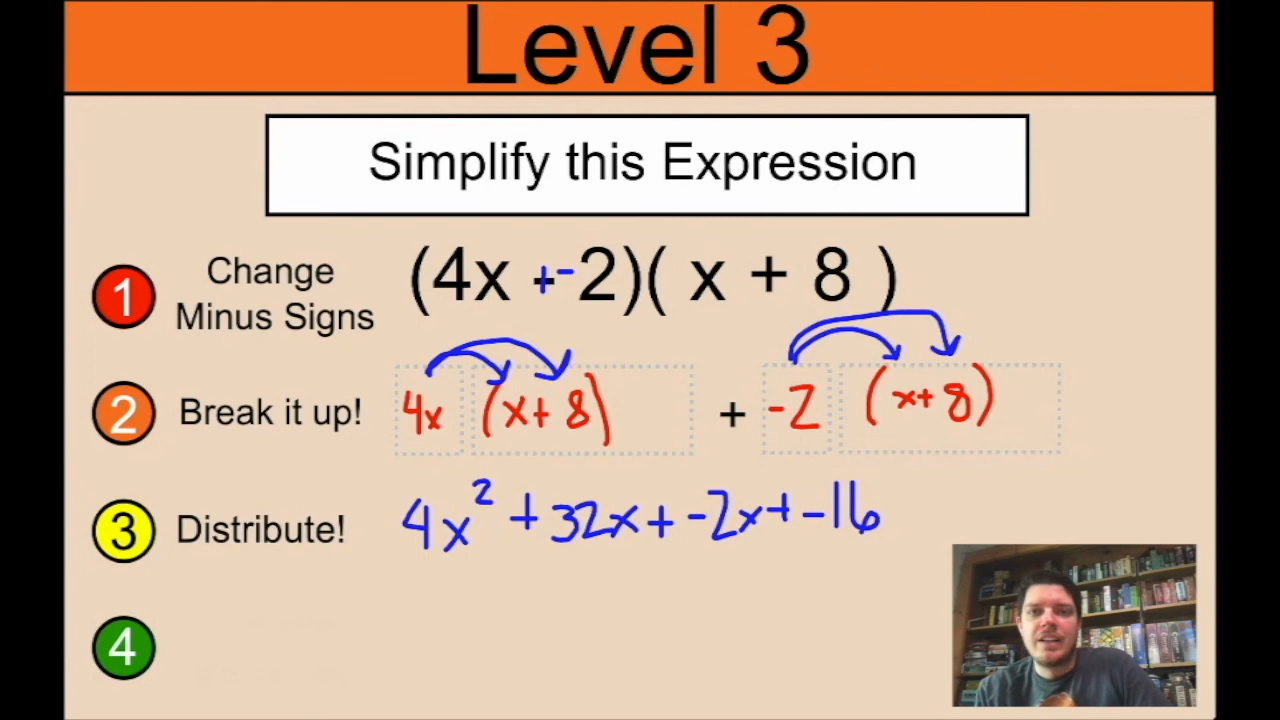 Level 3
Simplify this Expression
1 Change Minus Signs (4x +-2)( x + 8 )
2 Break it up! 4x (x+ 8) + -2 (x+ 8)
3 Distribute! 4x² + 32x + -2x + -16
4